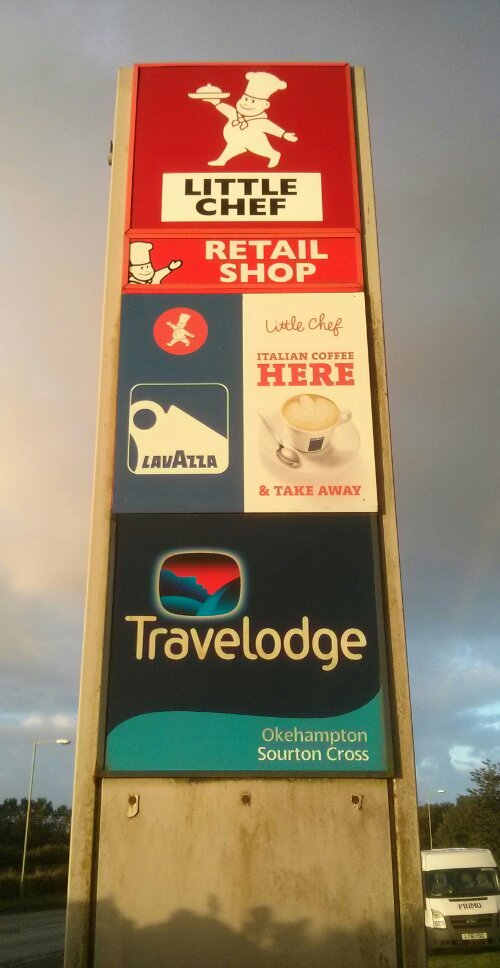 LITTLE
CHEF
RETAIL
SHOP
Little Chef
ITALIAN COFFEE
HERE
LAVAZZA
& TAKE AWAY
Travelodge
Okehampton
Sourton Cross
PRIMO